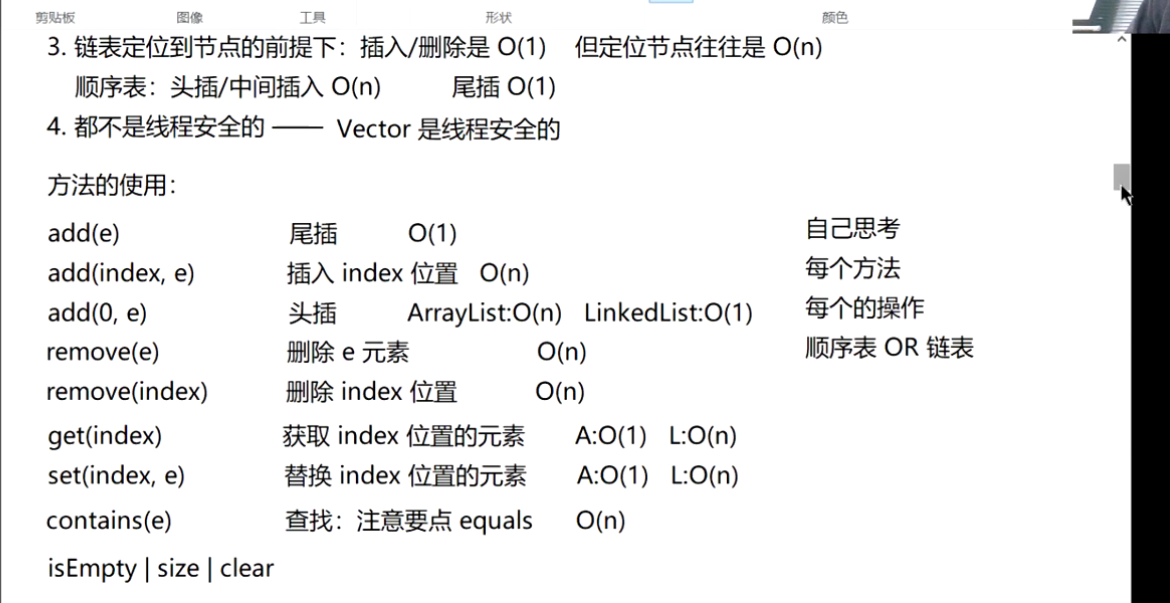 剪贴板 图像 工具 形状 颜色
3. 链表定位到节点的前提下：插入/删除是 O(1) 但定位节点往往是 O(n)
顺序表：头插/中间插入 O(n) 尾插 O(1)
4. 都不是线程安全的 —— Vector 是线程安全的
方法的使用：
add(e) 尾插 O(1) 自己思考
add(index, e) 插入 index 位置 O(n) 每个方法
add(0, e) 头插 ArrayList:O(n) LinkedList:O(1) 每个的操作
remove(e) 删除 e 元素 O(n) 顺序表 OR 链表
remove(index) 删除 index 位置 O(n)
get(index) 获取 index 位置的元素 A:O(1) L:O(n)
set(index, e) 替换 index 位置的元素 A:O(1) L:O(n)
contains(e) 查找：注意要点 equals O(n)
isEmpty | size | clear